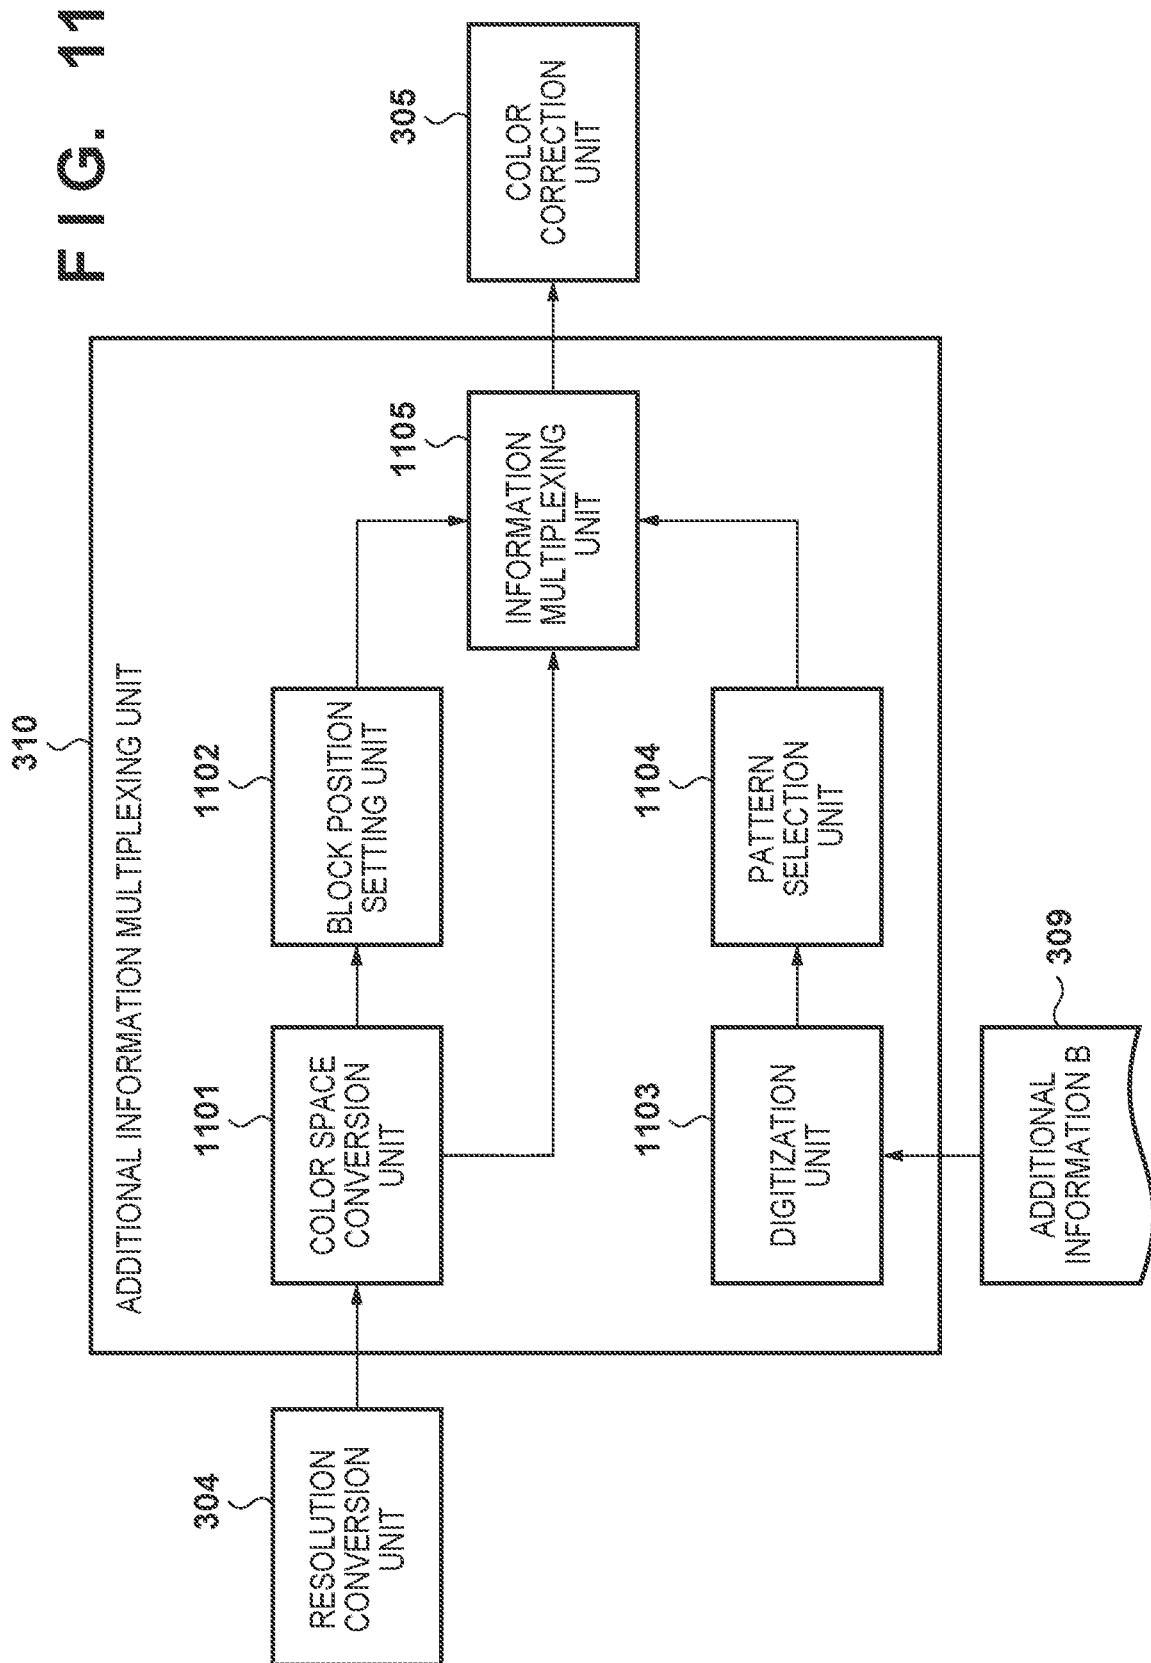 FIG. 11
310
ADDITIONAL INFORMATION MULTIPLEXING UNIT
304
RESOLUTION
CONVERSION
UNIT
1101
COLOR SPACE
CONVERSION
UNIT
1102
BLOCK POSITION
SETTING UNIT
1105
INFORMATION
MULTIPLEXING
UNIT
305
COLOR
CORRECTION
UNIT
1103
DIGITIZATION
UNIT
1104
PATTERN
SELECTION
UNIT
309
ADDITIONAL
INFORMATION B